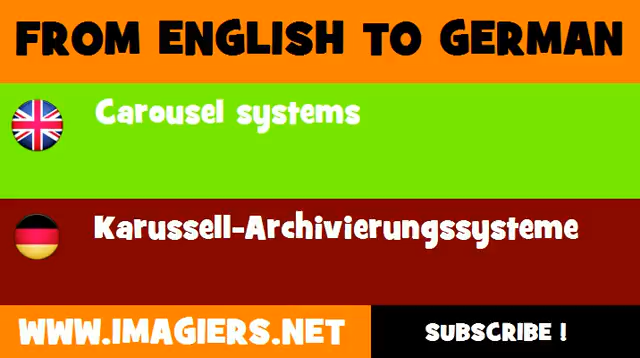 FROM ENGLISH TO GERMAN
Carousel systems
Karussell-Archivierungssysteme
WWW.IMAGIERS.NET
SUBSCRIBE !